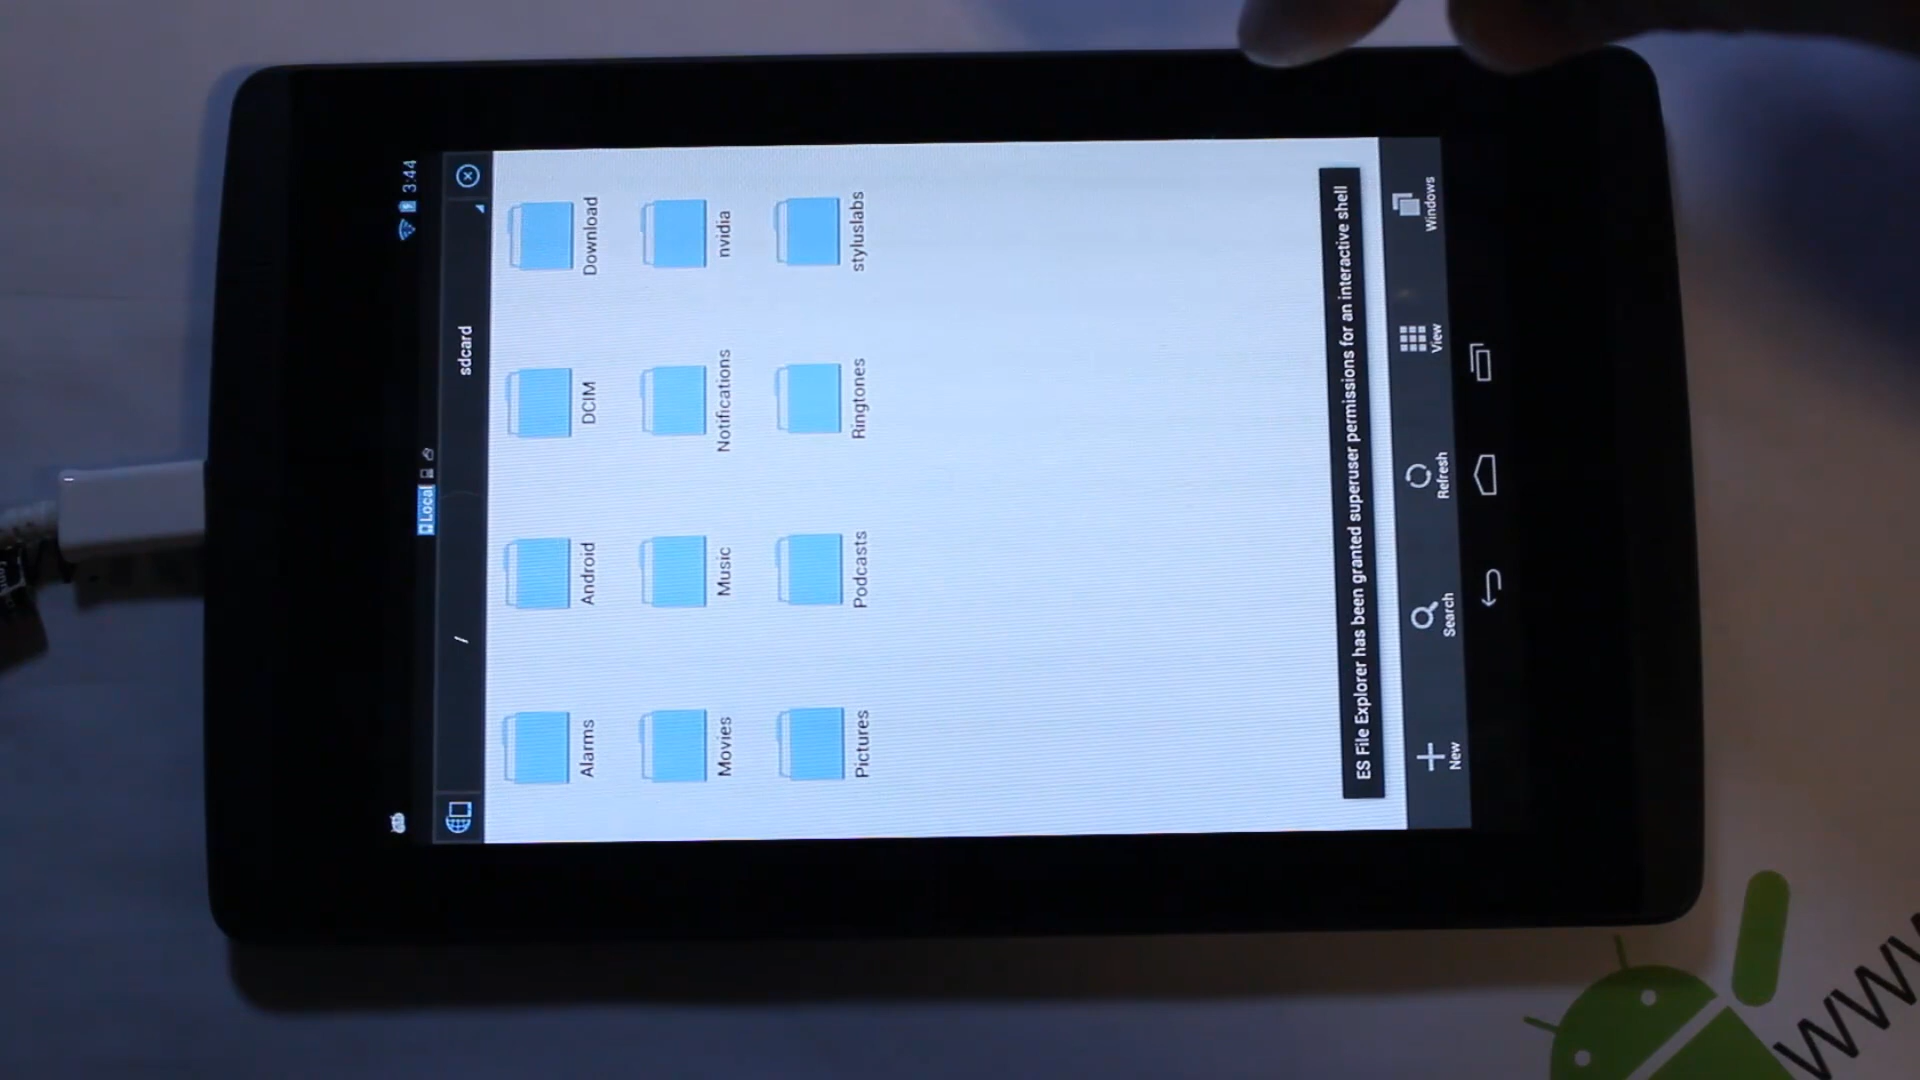 3:44
Local
/ sdcard
Alarms Android DCIM Download
Movies Music Notifications nvidia
Pictures Podcasts Ringtones styluslabs
ES File Explorer has been granted superuser permissions for an interactive shell
New Search Refresh View Windows
www